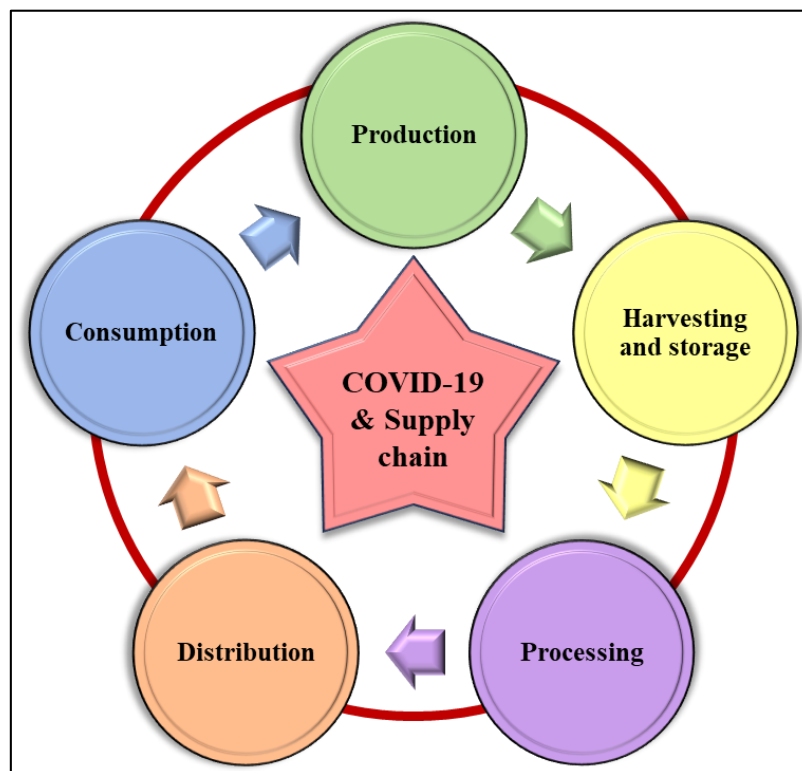 Production
Harvesting
and storage
Processing
Distribution
Consumption
COVID-19
& Supply
chain